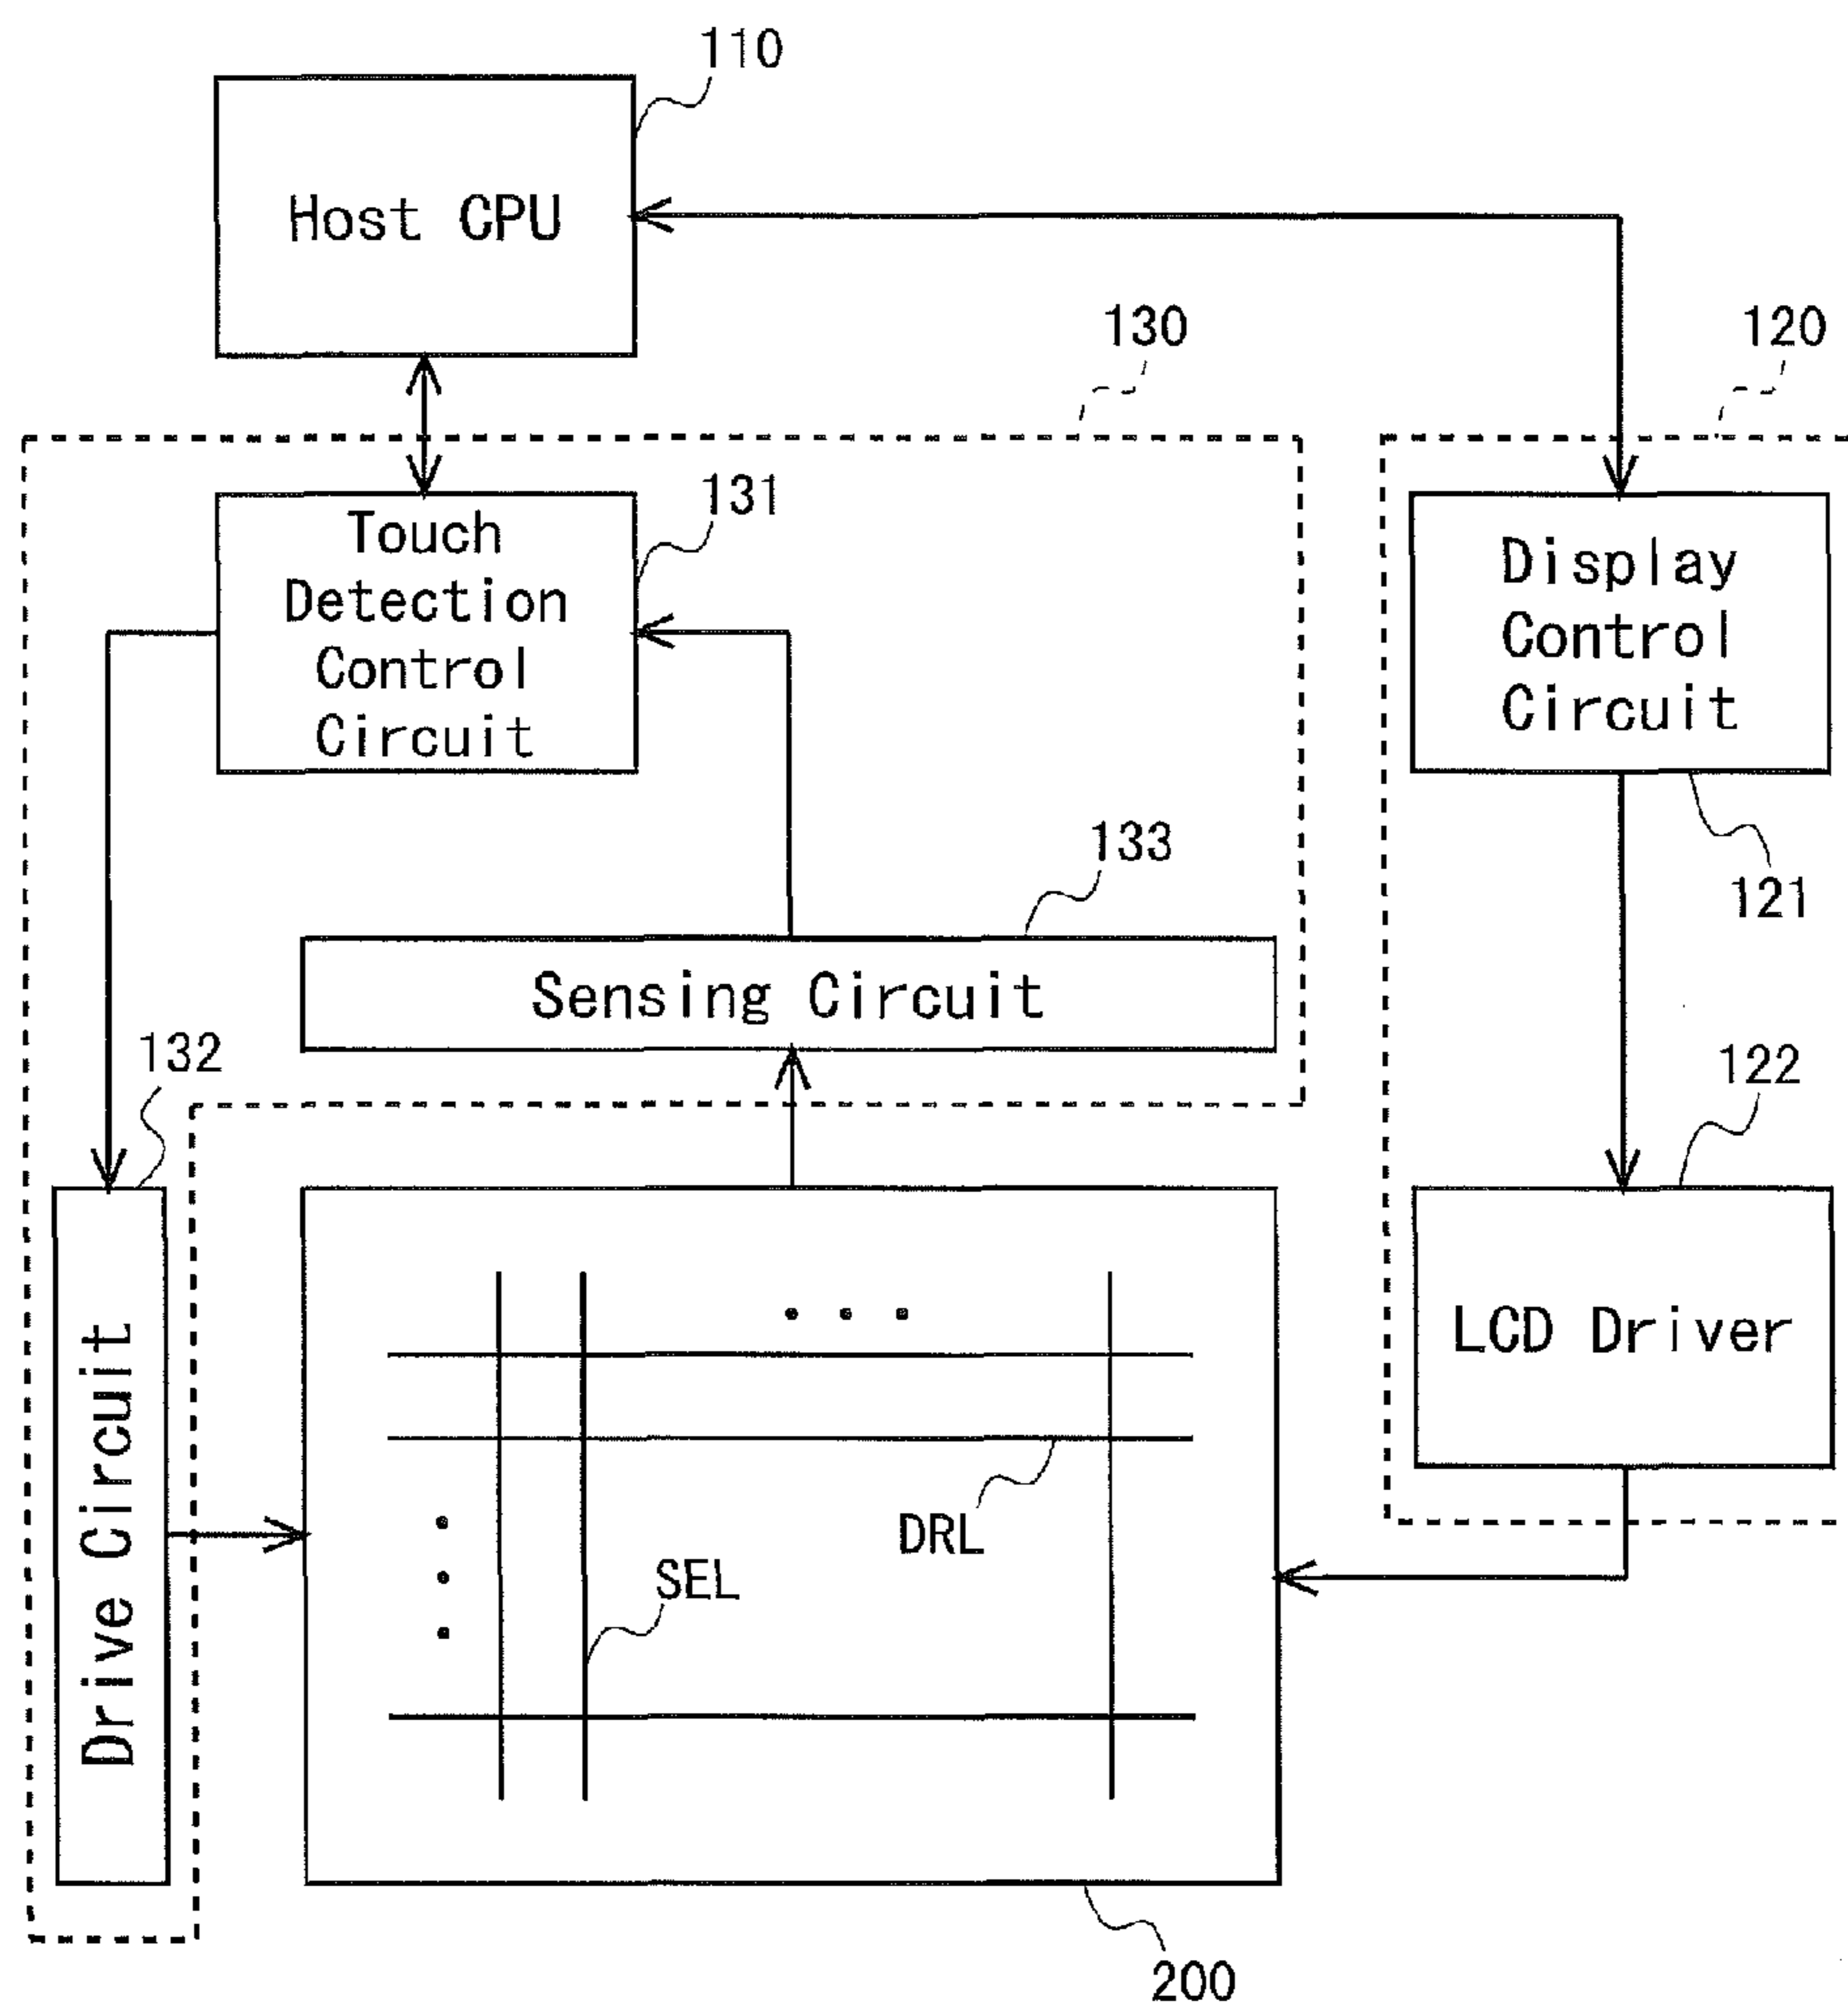 110
Host CPU
130
120
131
Touch
Detection
Control
Circuit
Display
Control
Circuit
133
121
Sensing Circuit
132
122
Drive Circuit
LCD Driver
DRL
SEL
200